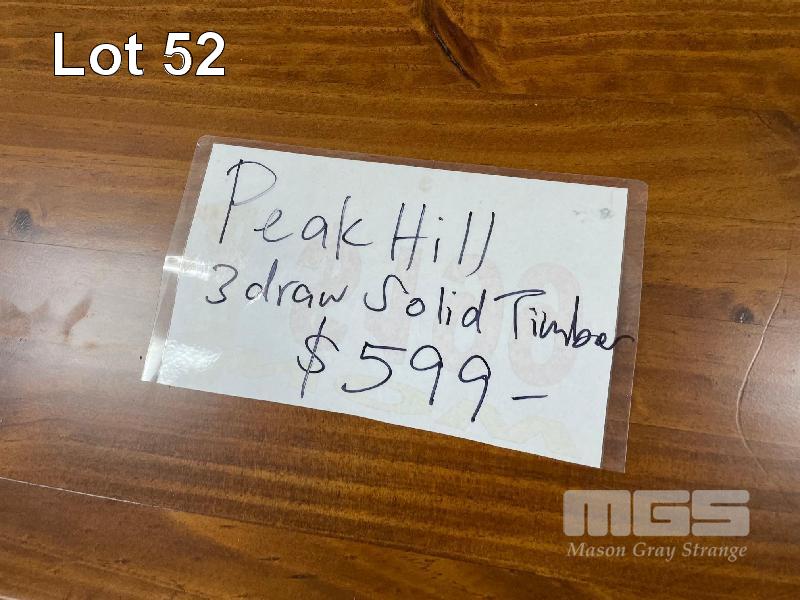 Lot 52
Peak Hill
3 draw Solid Timber
$599-
MGS
Mason Gray Strange